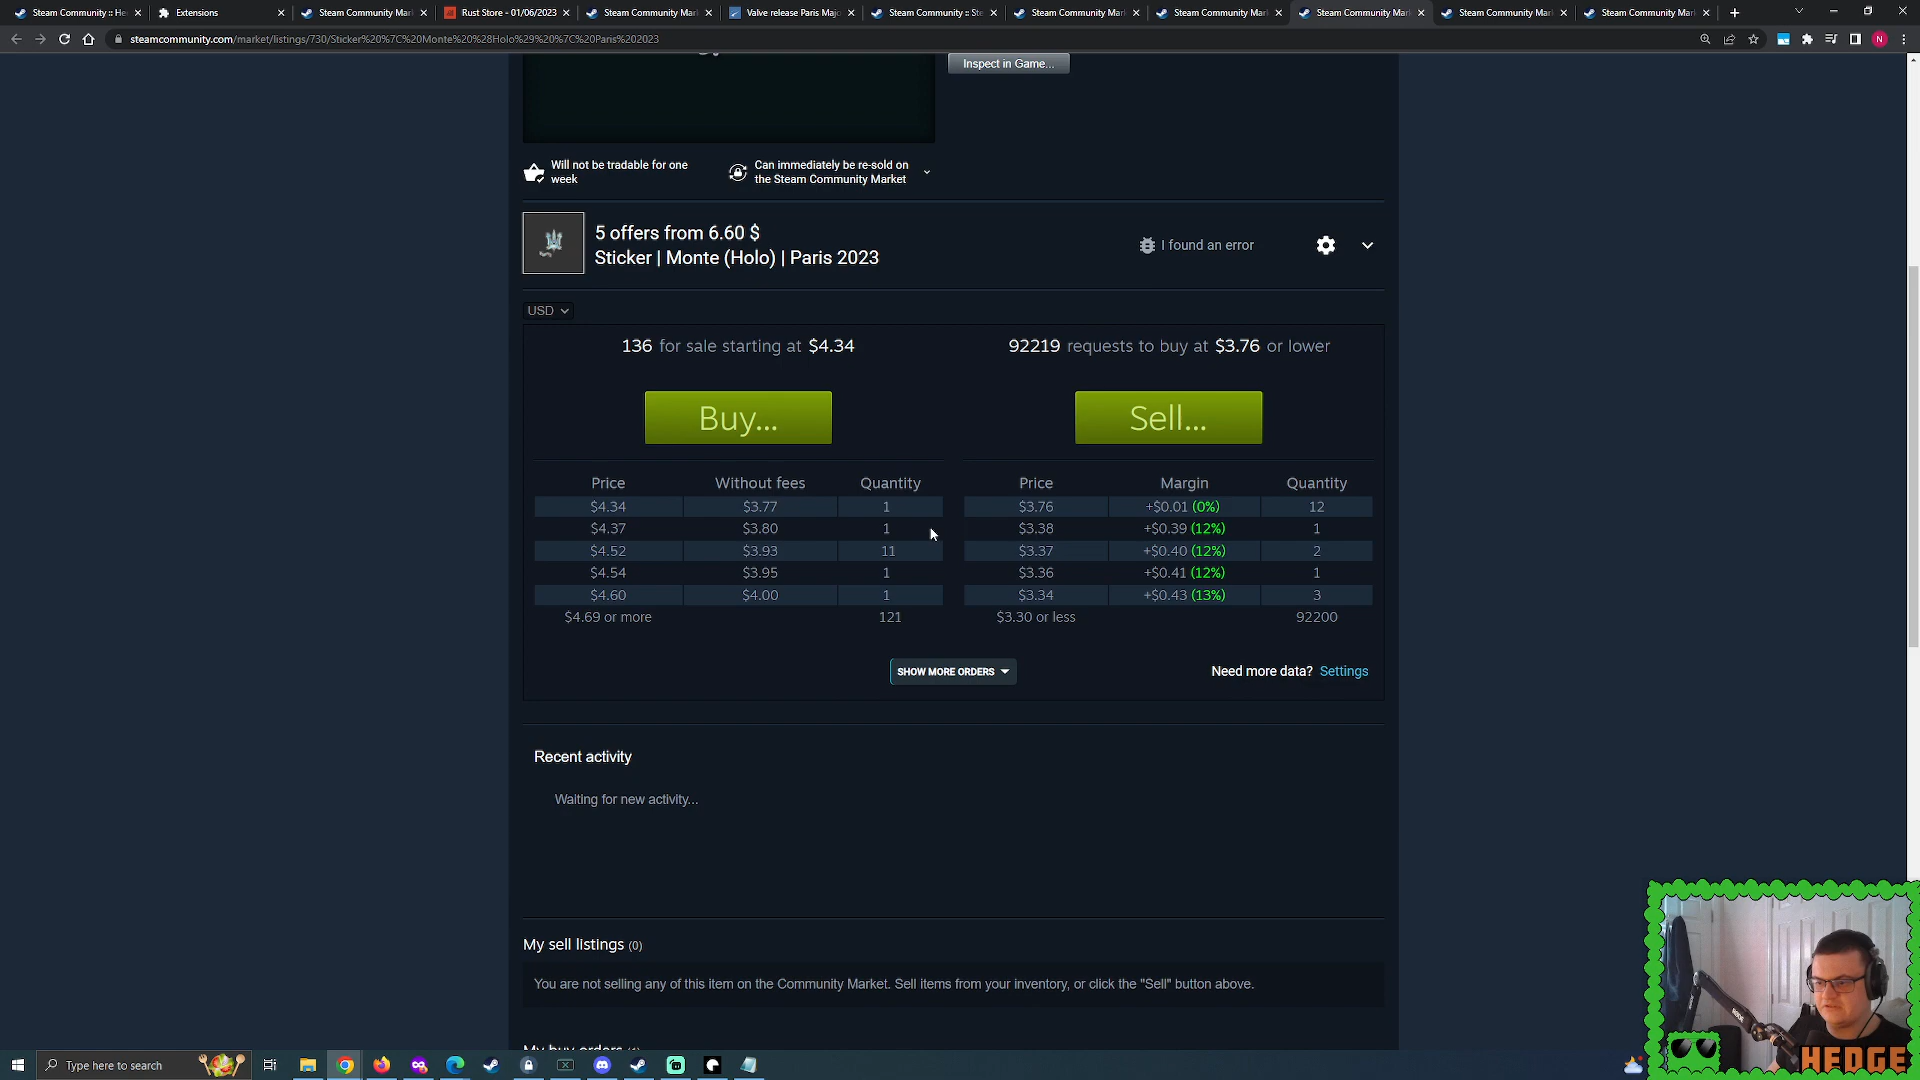 Steam Community :: He
Extensions
Steam Community Mar
Rust Store - 01/06/2023
Steam Community Mar
Valve release Paris Majo
Steam Community :: Ste
Steam Community Mar
Steam Community Mar
Steam Community Mar
Steam Community Mar
Steam Community Mar
steamcommunity.com/market/listings/730/Sticker%20%7C%20Monte%20%28Holo%29%20%7C%20Paris%202023
Inspect in Game...
Will not be tradable for one week
Can immediately be re-sold on the Steam Community Market
5 offers from 6.60 $
Sticker | Monte (Holo) | Paris 2023
I found an error
USD
136 for sale starting at $4.34
92219 requests to buy at $3.76 or lower
Buy...
Sell...
Price Without fees Quantity
$4.34 $3.77 1
$4.37 $3.80 1
$4.52 $3.93 11
$4.54 $3.95 1
$4.60 $4.00 1
$4.69 or more 121
Price Margin Quantity
$3.76 +$0.01 (0%) 12
$3.38 +$0.39 (12%) 1
$3.37 +$0.40 (12%) 2
$3.36 +$0.41 (12%) 1
$3.34 +$0.43 (13%) 3
$3.30 or less 92200
SHOW MORE ORDERS
Need more data? Settings
Recent activity
Waiting for new activity...
My sell listings (0)
You are not selling any of this item on the Community Market. Sell items from your inventory, or click the "Sell" button above.
Type here to search
HEDGE